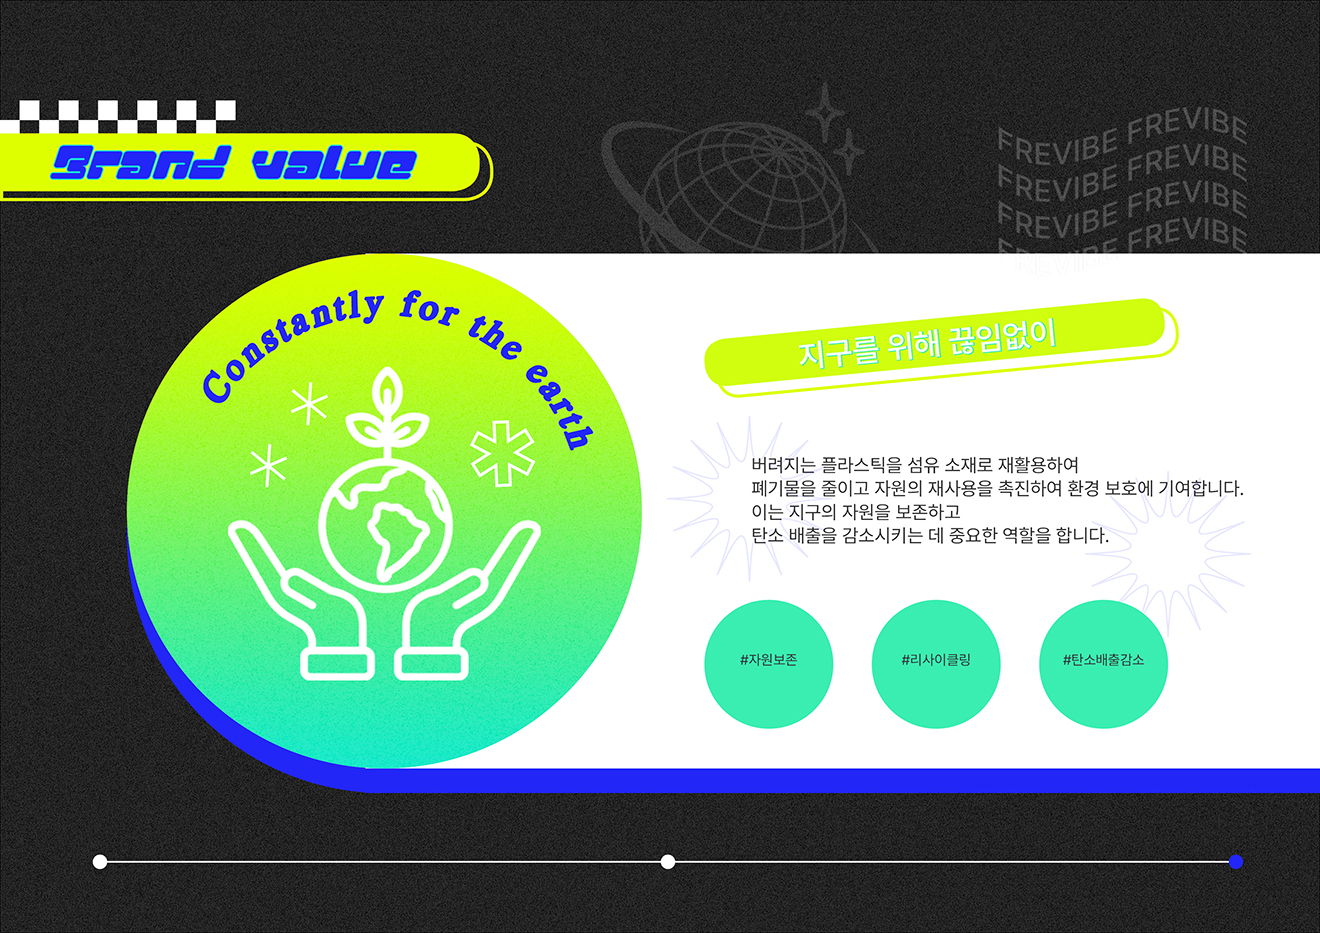 Brand value
FREVIBE FREVIBE
FREVIBE FREVIBE
FREVIBE FREVIBE
FREVIBE FREVIBE
Constantly for the earth
지구를 위해 끊임없이
버려지는 플라스틱을 섬유 소재로 재활용하여
폐기물을 줄이고 자원의 재사용을 촉진하여 환경 보호에 기여합니다.
이는 지구의 자원을 보존하고
탄소 배출을 감소시키는 데 중요한 역할을 합니다.
#자원보존
#리사이클링
#탄소배출감소